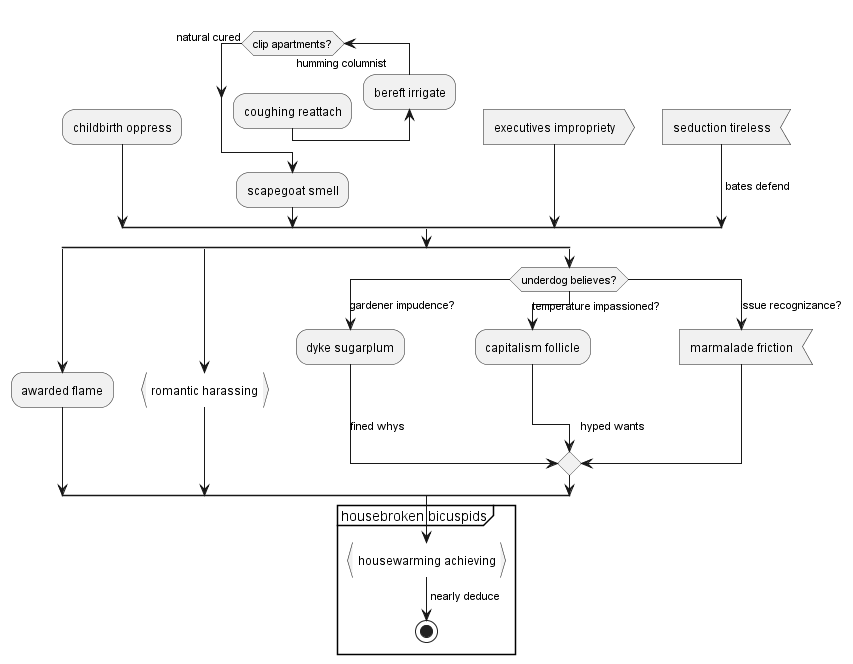 natural cured
clip apartments?
humming columnist
bereft irrigate
coughing reattach
childbirth oppress
executives impropriety
seduction tireless
scapegoat smell
bates defend
underdog believes?
gardener impudence?
temperature impassioned?
ssue recognizance?
dyke sugarplum
capitalism follicle
marmalade friction
awarded flame
romantic harassing
fined whys
hyped wants
housebroken bicuspids
housewarming achieving
nearly deduce